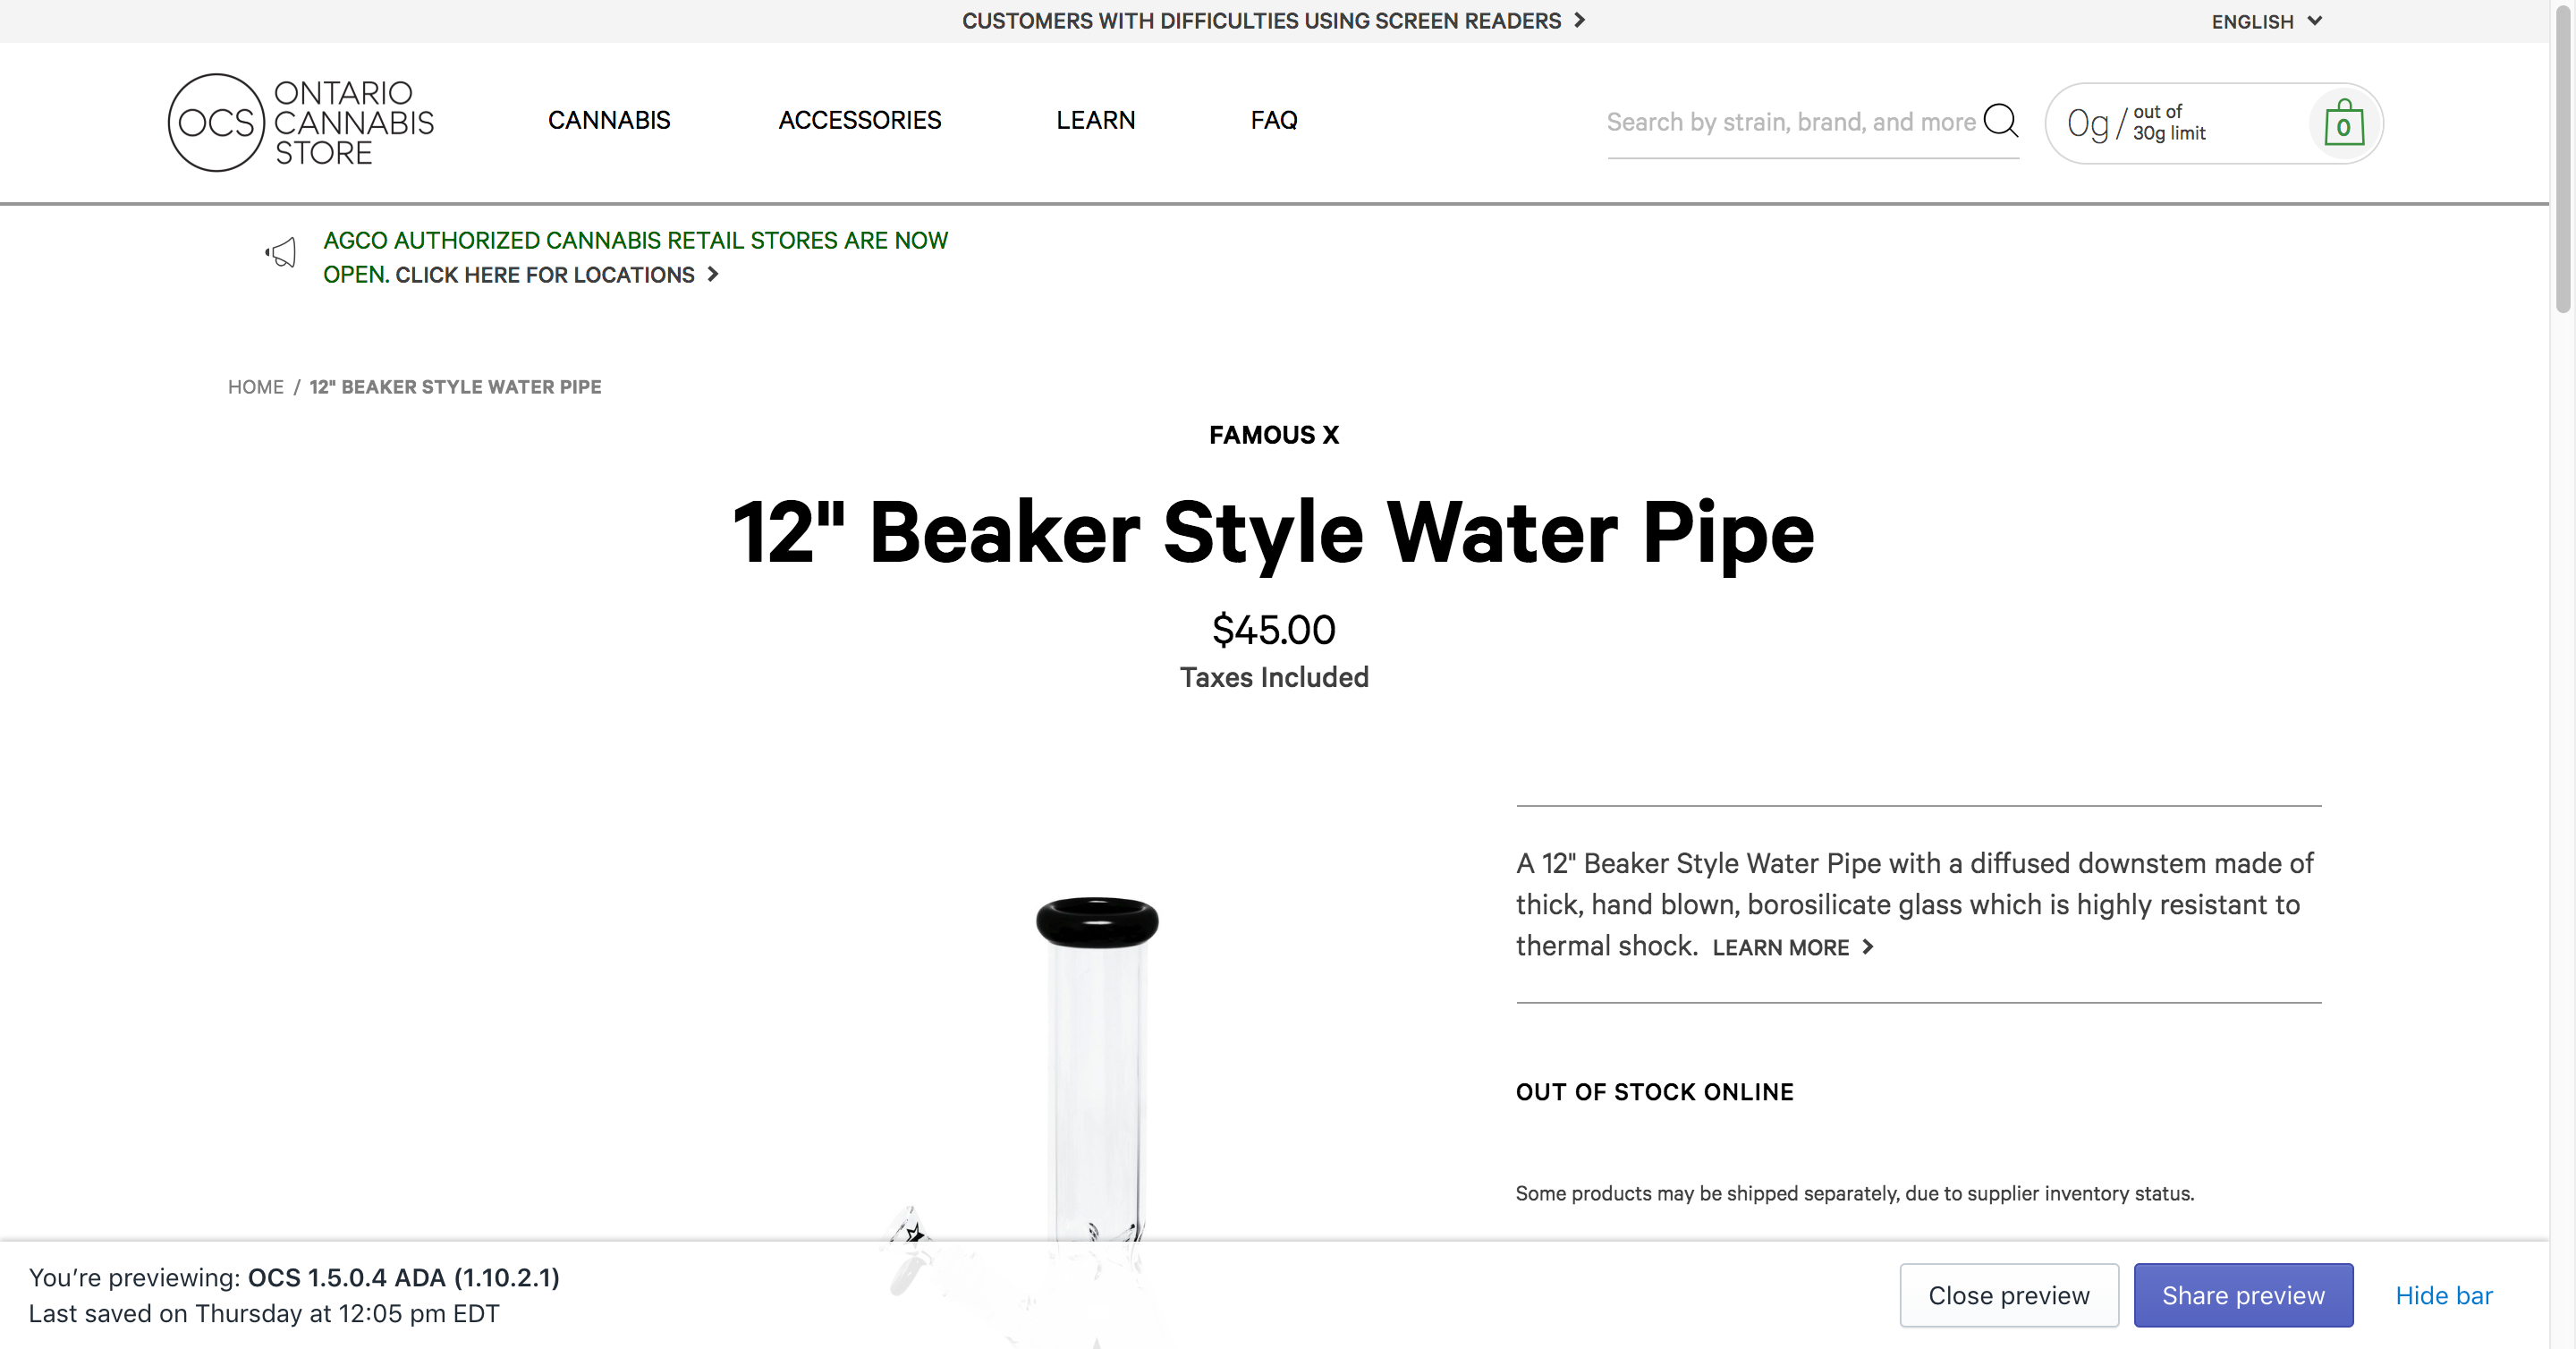 CUSTOMERS WITH DIFFICULTIES USING SCREEN READERS
ENGLISH
OCS ONTARIO
CANNABIS
STORE
CANNABIS
ACCESSORIES
LEARN
FAQ
Search by strain, brand, and more
0g / out of
30g limit
0
AGCO AUTHORIZED CANNABIS RETAIL STORES ARE NOW
OPEN. CLICK HERE FOR LOCATIONS
HOME / 12" BEAKER STYLE WATER PIPE
FAMOUS X
12" Beaker Style Water Pipe
$45.00
Taxes Included
A 12" Beaker Style Water Pipe with a diffused downstem made of
thick, hand blown, borosilicate glass which is highly resistant to
thermal shock. LEARN MORE
OUT OF STOCK ONLINE
Some products may be shipped separately, due to supplier inventory status.
You’re previewing: OCS 1.5.0.4 ADA (1.10.2.1)
Last saved on Thursday at 12:05 pm EDT
Close preview
Share preview
Hide bar